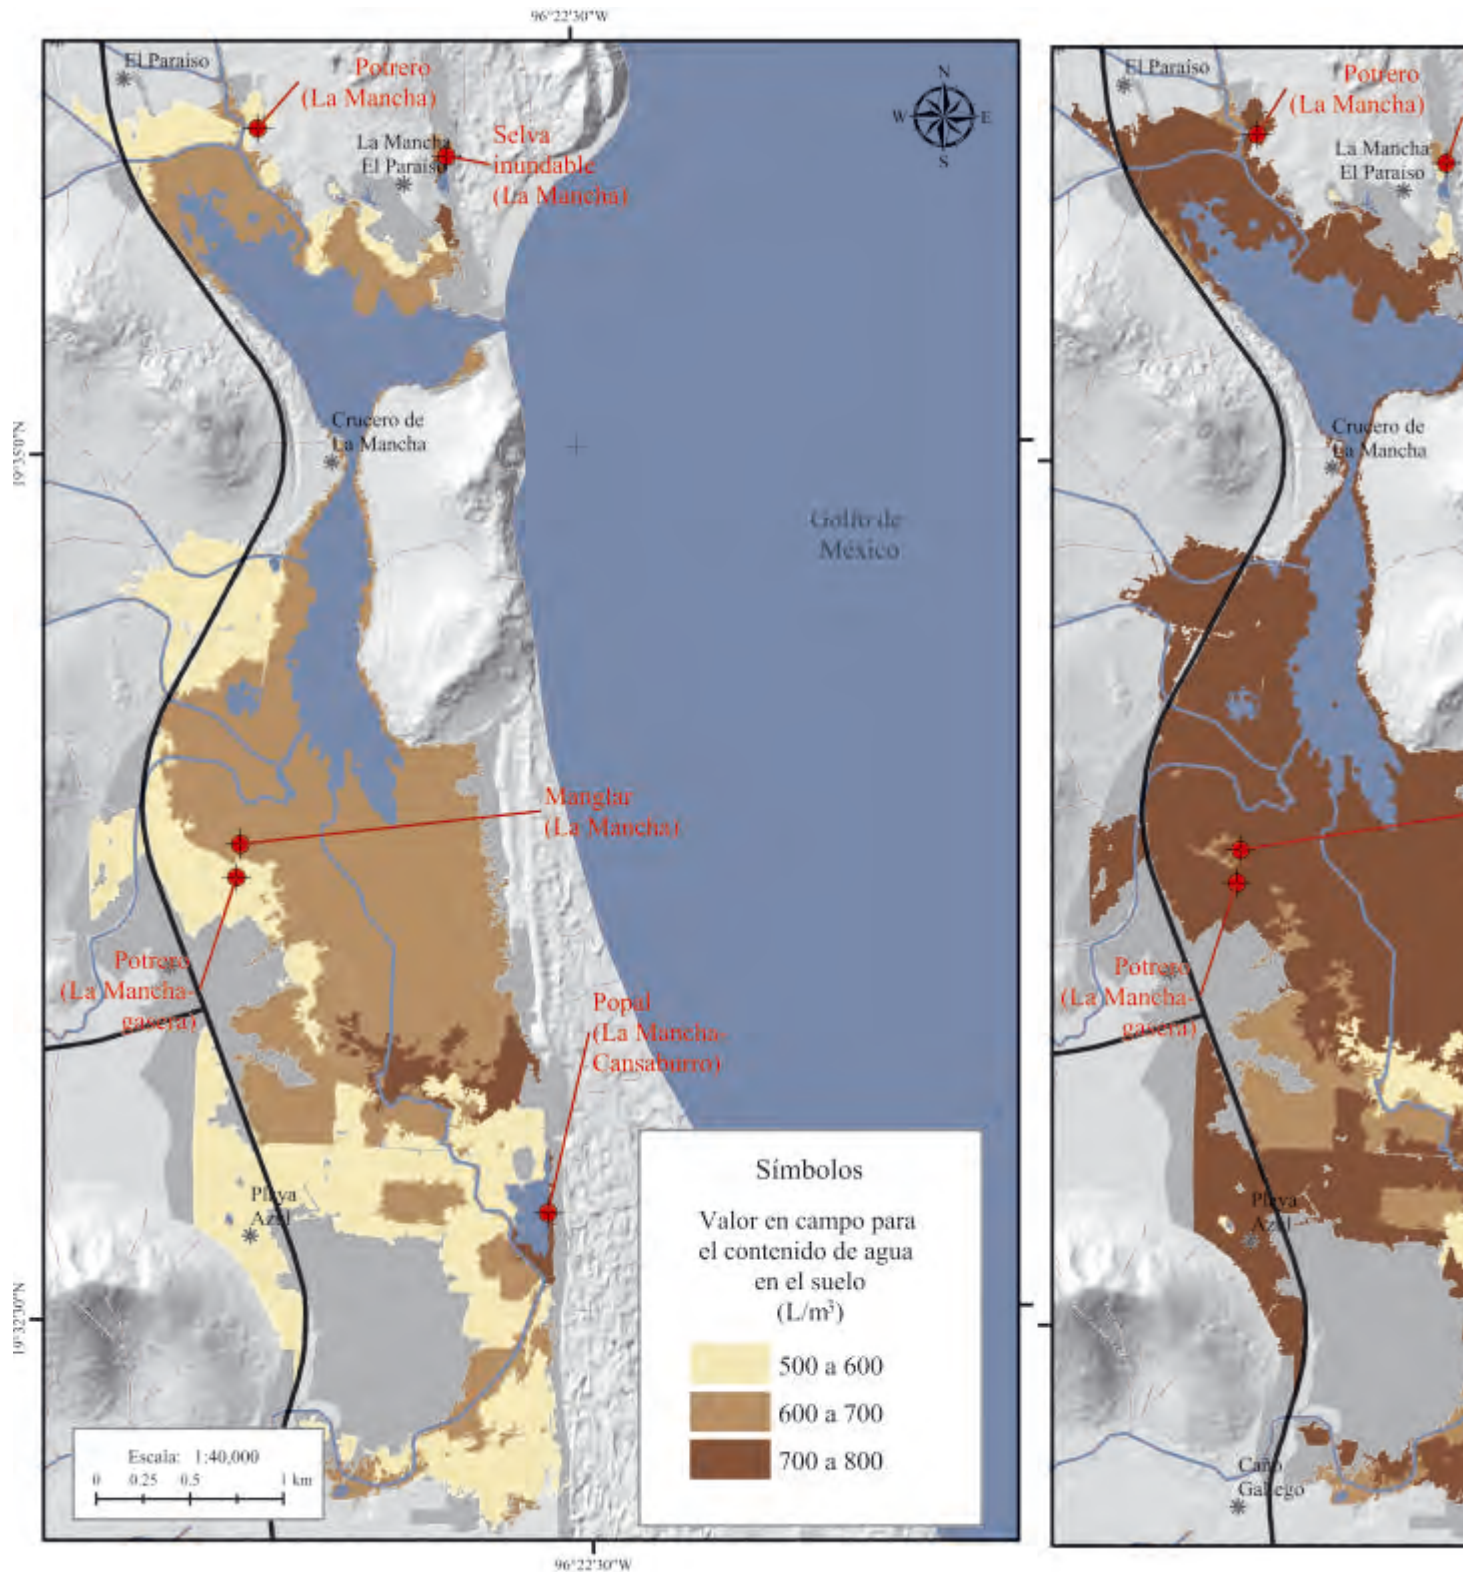 96°22'30"W
El Paraiso
Potrero
(La Mancha)
La Mancha
El Paraiso
Selva
inundable
(La Mancha)
N
W
E
S
19°35'0"N
Crucero de
La Mancha
Golfo de
México
Manglar
(La Mancha)
Potrero
(La Mancha-
gasera)
Popal
(La Mancha-
Cansaburro)
Playa
Azul
19°32'30"N
Símbolos
Valor en campo para
el contenido de agua
en el suelo
(L/m³)
500 a 600
600 a 700
700 a 800
Escala: 1:40,000
0 0.25 0.5 1 km
96°22'30"W
El Paraiso
Potrero
(La Mancha)
La Mancha
El Paraiso
Crucero de
La Mancha
Potrero
(La Mancha-
gasera)
Playa
Azul
Caño
Gallego